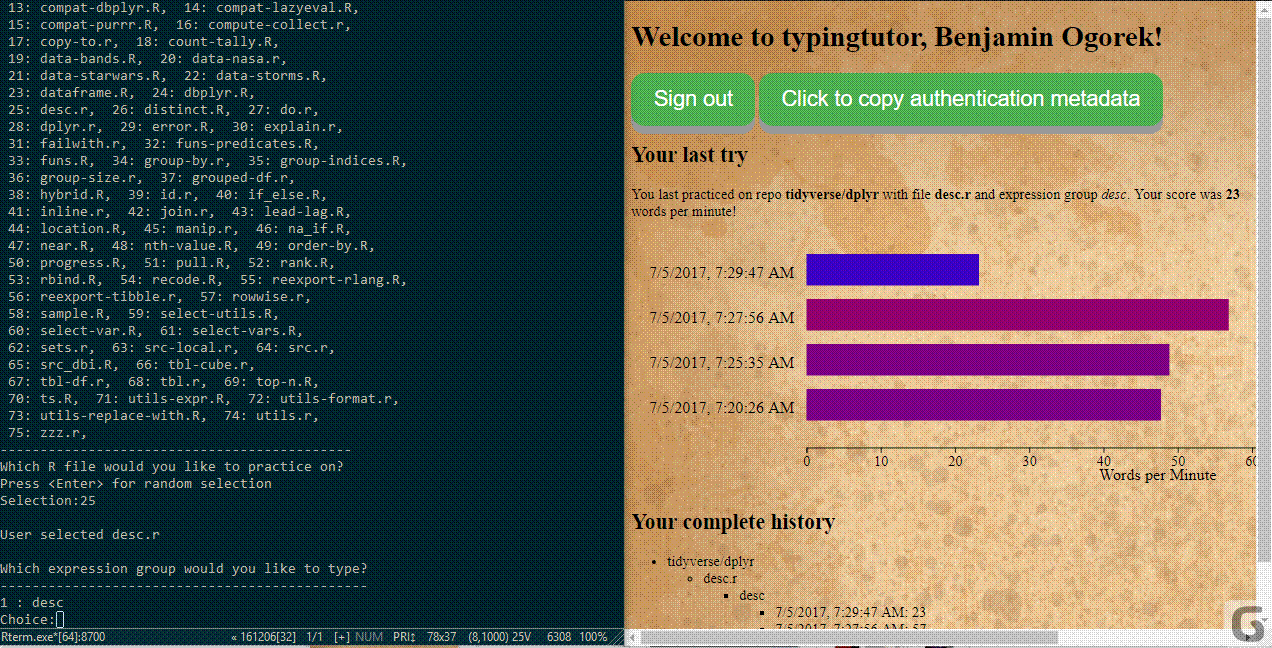 13: compat-dbplyr.R,  14: compat-lazyeval.R,
15: compat-purrr.R,  16: compute-collect.r,
17: copy-to.r,  18: count-tally.R,
19: data-bands.R,  20: data-nasa.r,
21: data-starwars.R,  22: data-storms.R,
23: dataframe.R,  24: dbplyr.R,
25: desc.r,  26: distinct.R,  27: do.r,
28: dplyr.r,  29: error.R,  30: explain.r,
31: failwith.r,  32: funs-predicates.R,
33: funs.R,  34: group-by.r,  35: group-indices.R,
36: group-size.r,  37: grouped-df.r,
38: hybrid.R,  39: id.r,  40: if_else.R,
41: inline.r,  42: join.r,  43: lead-lag.R,
44: location.R,  45: manip.r,  46: na_if.R,
47: near.R,  48: nth-value.R,  49: order-by.R,
50: progress.R,  51: pull.R,  52: rank.R,
53: rbind.R,  54: recode.R,  55: reexport-rlang.R,
56: reexport-tibble.r,  57: rowwise.r,
58: sample.R,  59: select-utils.R,
60: select-var.R,  61: select-vars.R,
62: sets.r,  63: src-local.r,  64: src.r,
65: src_dbi.R,  66: tbl-cube.r,
67: tbl-df.r,  68: tbl.r,  69: top-n.R,
70: ts.R,  71: utils-expr.R,  72: utils-format.r,
73: utils-replace-with.R,  74: utils.r,
75: zzz.r,
--------------------------------------------
Which R file would you like to practice on?
Press <Enter> for random selection
Selection:25
User selected desc.r
Which expression group would you like to type?
----------------------------------------------
1 : desc
Choice:
Rterm.exe*[64]:8700 « 161206[32] 1/1 [+] NUM PRI↕ 78x37 (8,1000) 25V 6308 100%
Welcome to typingtutor, Benjamin Ogorek!
Sign out Click to copy authentication metadata
Your last try
You last practiced on repo tidyverse/dplyr with file desc.r and expression group desc. Your score was 23
words per minute!
7/5/2017, 7:29:47 AM
7/5/2017, 7:27:56 AM
7/5/2017, 7:25:35 AM
7/5/2017, 7:20:26 AM
0 10 20 30 40 50 60
Words per Minute
Your complete history
tidyverse/dplyr
desc.r
desc
7/5/2017, 7:29:47 AM: 23
7/5/2017, 7:27:56 AM: 57
G